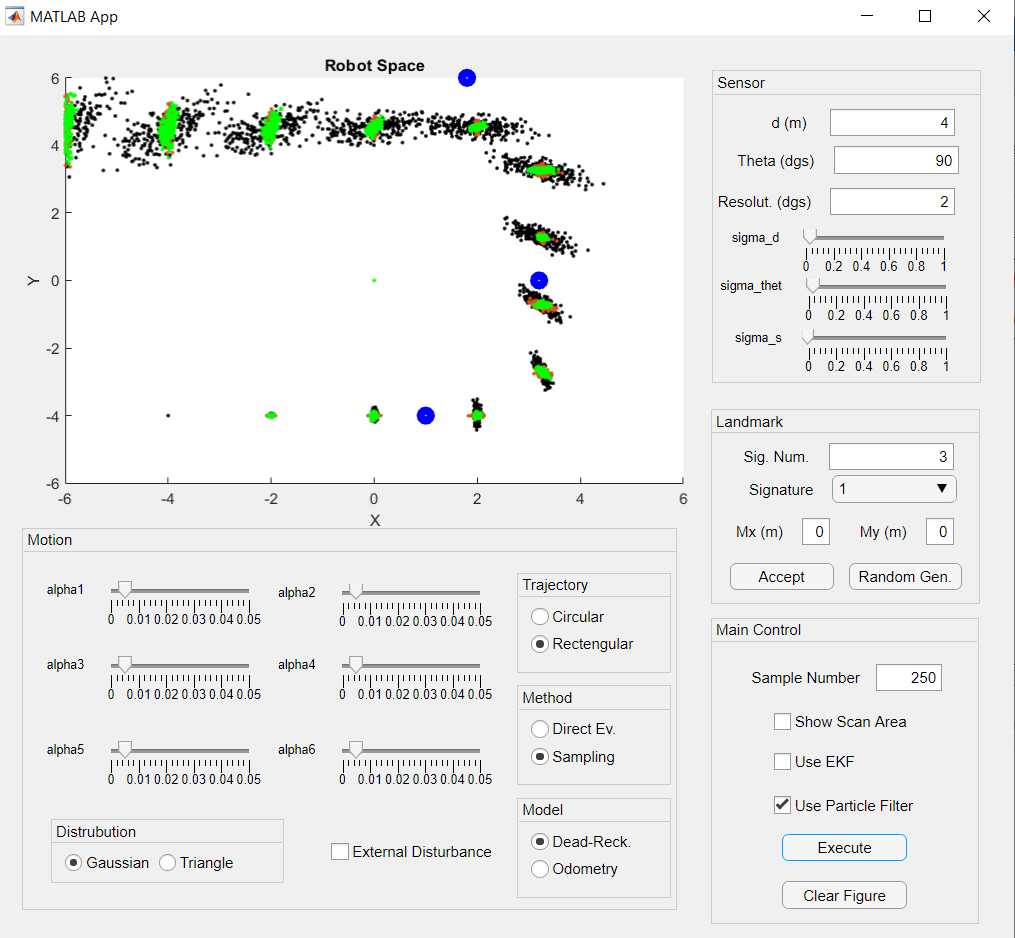 MATLAB App
Robot Space
6
4
2
0
-2
-4
-6
Y
-6 -4 -2 0 2 4 6
X
Sensor
d (m) 4
Theta (dgs) 90
Resolut. (dgs) 2
sigma_d
0 0.2 0.4 0.6 0.8 1
sigma_thet
0 0.2 0.4 0.6 0.8 1
sigma_s
0 0.2 0.4 0.6 0.8 1
Landmark
Sig. Num. 3
Signature 1
Mx (m) 0 My (m) 0
Accept Random Gen.
Motion
alpha1
0 0.01 0.02 0.03 0.04 0.05
alpha2
0 0.01 0.02 0.03 0.04 0.05
alpha3
0 0.01 0.02 0.03 0.04 0.05
alpha4
0 0.01 0.02 0.03 0.04 0.05
alpha5
0 0.01 0.02 0.03 0.04 0.05
alpha6
0 0.01 0.02 0.03 0.04 0.05
Distrubution
Gaussian Triangle
External Disturbance
Trajectory
Circular
Rectengular
Method
Direct Ev.
Sampling
Model
Dead-Reck.
Odometry
Main Control
Sample Number 250
Show Scan Area
Use EKF
Use Particle Filter
Execute
Clear Figure